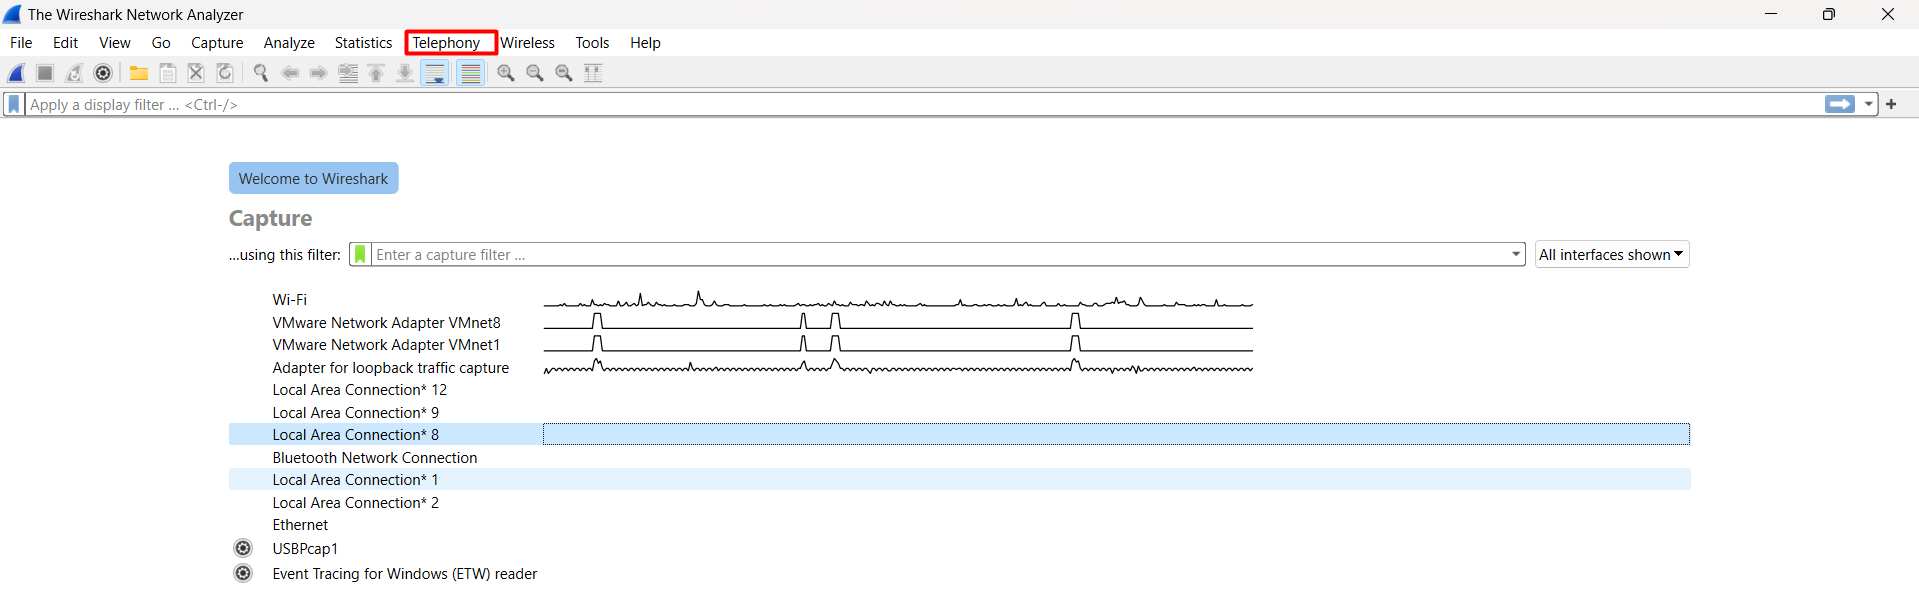 The Wireshark Network Analyzer
File Edit View Go Capture Analyze Statistics Telephony Wireless Tools Help
Apply a display filter ... <Ctrl-/>
Welcome to Wireshark
Capture
...using this filter: Enter a capture filter ... All interfaces shown
Wi-Fi
VMware Network Adapter VMnet8
VMware Network Adapter VMnet1
Adapter for loopback traffic capture
Local Area Connection* 12
Local Area Connection* 9
Local Area Connection* 8
Bluetooth Network Connection
Local Area Connection* 1
Local Area Connection* 2
Ethernet
USBPcap1
Event Tracing for Windows (ETW) reader